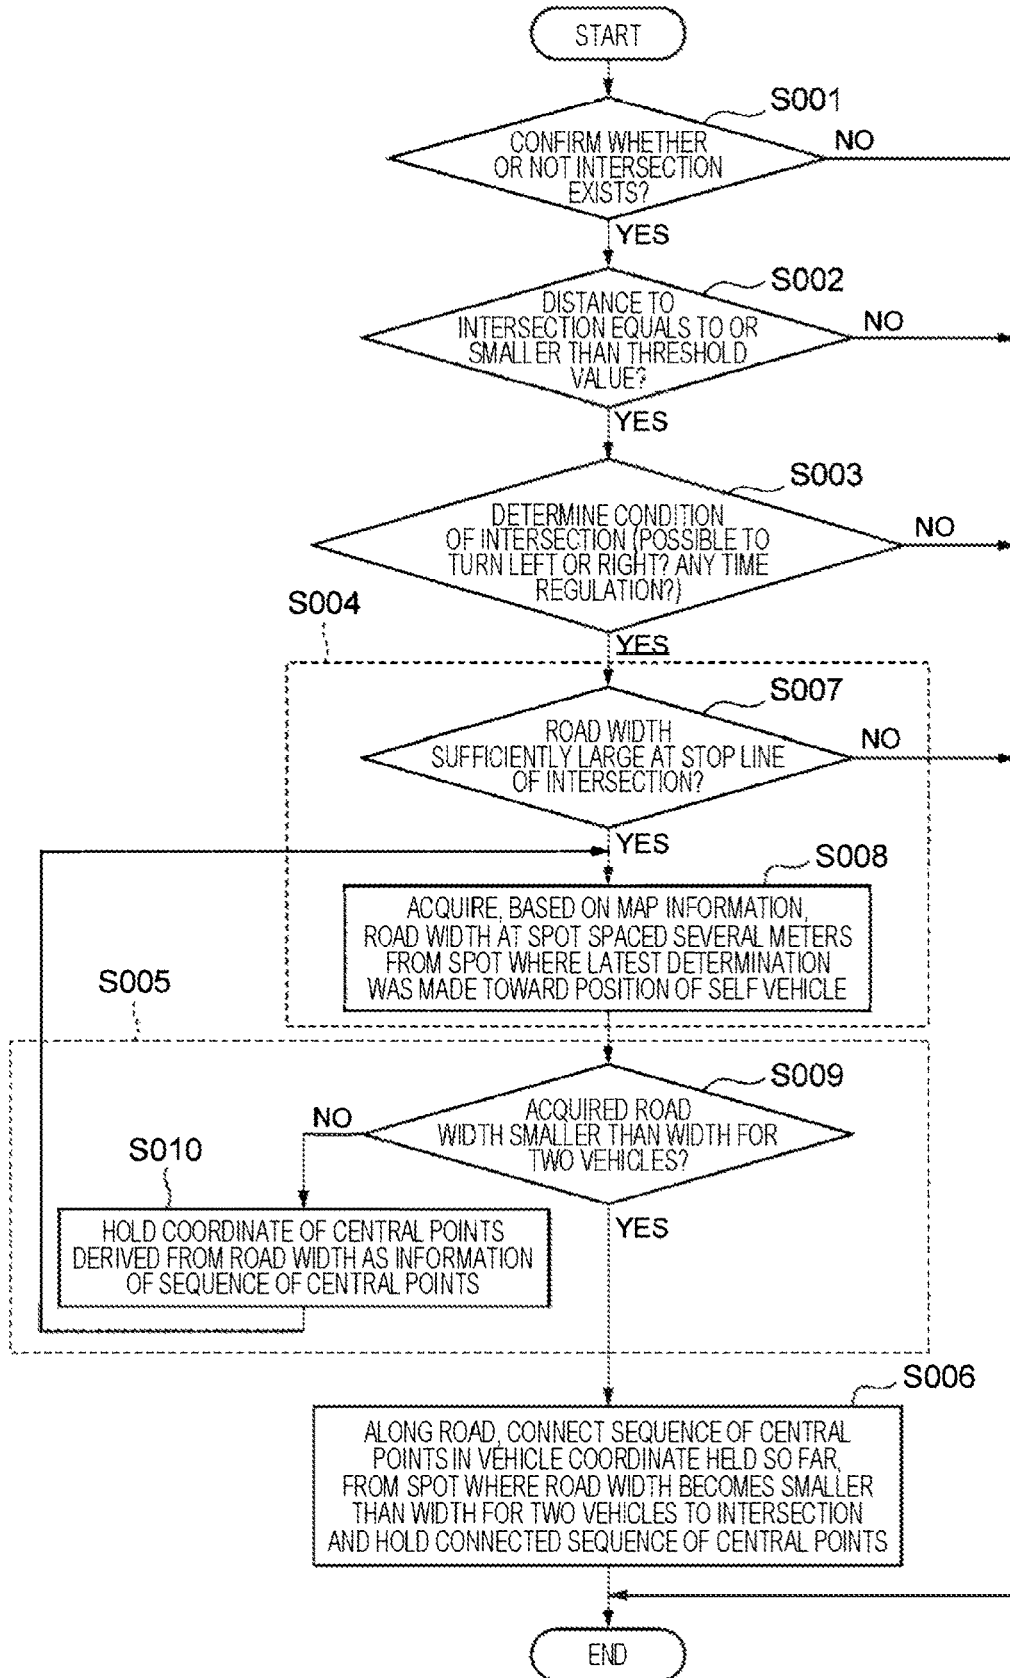 START
S001
CONFIRM WHETHER
OR NOT INTERSECTION
EXISTS?
NO
YES
S002
DISTANCE TO
INTERSECTION EQUALS TO OR
SMALLER THAN THRESHOLD
VALUE?
NO
YES
S003
DETERMINE CONDITION
OF INTERSECTION (POSSIBLE TO
TURN LEFT OR RIGHT? ANY TIME
REGULATION?)
NO
YES
S004
S007
ROAD WIDTH
SUFFICIENTLY LARGE AT STOP LINE
OF INTERSECTION?
NO
YES
S008
ACQUIRE, BASED ON MAP INFORMATION,
ROAD WIDTH AT SPOT SPACED SEVERAL METERS
FROM SPOT WHERE LATEST DETERMINATION
WAS MADE TOWARD POSITION OF SELF VEHICLE
S005
S009
ACQUIRED ROAD
WIDTH SMALLER THAN WIDTH FOR
TWO VEHICLES?
NO
YES
S010
HOLD COORDINATE OF CENTRAL POINTS
DERIVED FROM ROAD WIDTH AS INFORMATION
OF SEQUENCE OF CENTRAL POINTS
S006
ALONG ROAD, CONNECT SEQUENCE OF CENTRAL
POINTS IN VEHICLE COORDINATE HELD SO FAR,
FROM SPOT WHERE ROAD WIDTH BECOMES SMALLER
THAN WIDTH FOR TWO VEHICLES TO INTERSECTION
AND HOLD CONNECTED SEQUENCE OF CENTRAL POINTS
END